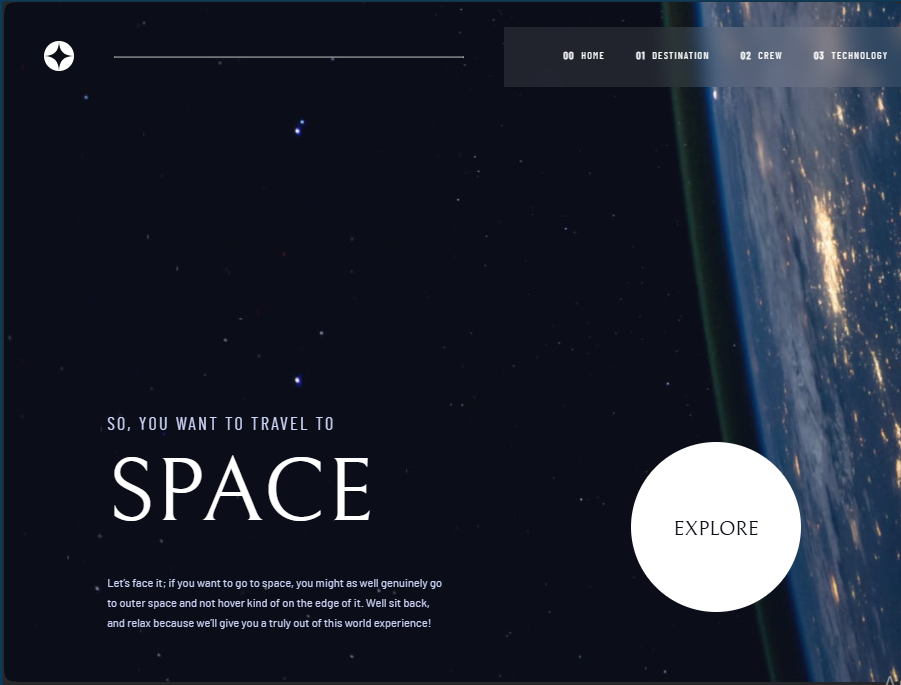 00 HOME 01 DESTINATION 02 CREW 03 TECHNOLOGY
SO, YOU WANT TO TRAVEL TO
SPACE
EXPLORE
Let's face it; if you want to go to space, you might as well genuinely go
to outer space and not hover kind of on the edge of it. Well sit back,
and relax because we'll give you a truly out of this world experience!